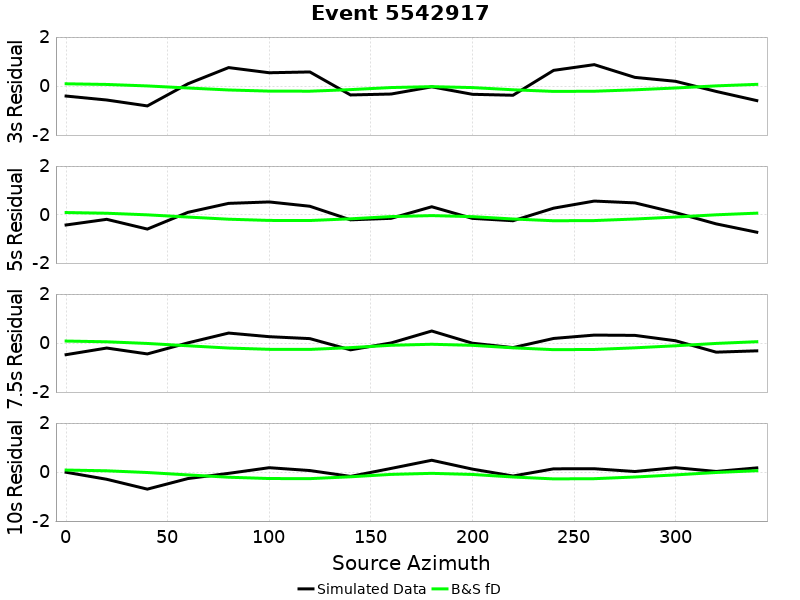 Event 5542917
3s Residual
2
0
-2
5s Residual
2
0
-2
7.5s Residual
2
0
-2
10s Residual
2
0
-2
0 50 100 150 200 250 300
Source Azimuth
Simulated Data B&S fD